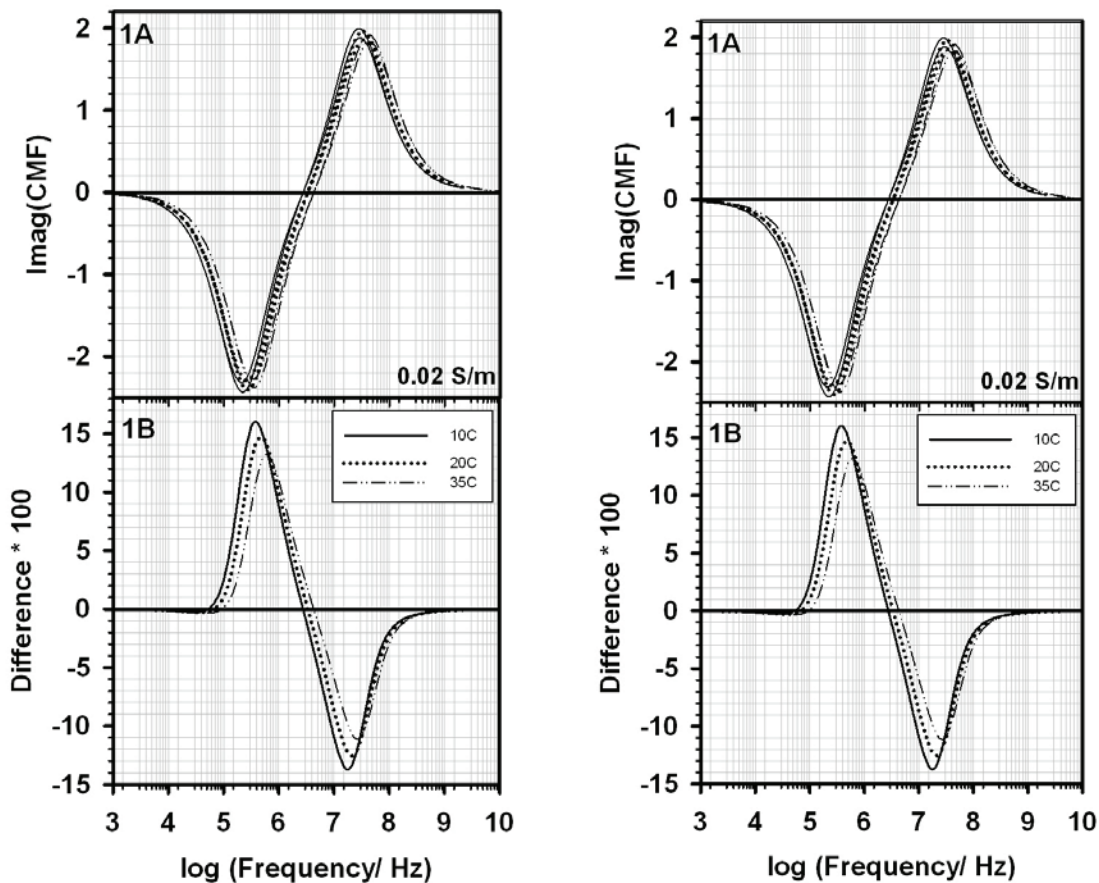 1A
2
1
0
-1
-2
Imag(CMF)
0.02 S/m
1B
10C
20C
35C
15
10
5
0
-5
-10
-15
Difference * 100
3 4 5 6 7 8 9 10
log (Frequency/ Hz)
1A
2
1
0
-1
-2
Imag(CMF)
0.02 S/m
1B
10C
20C
35C
15
10
5
0
-5
-10
-15
Difference * 100
3 4 5 6 7 8 9 10
log (Frequency/ Hz)